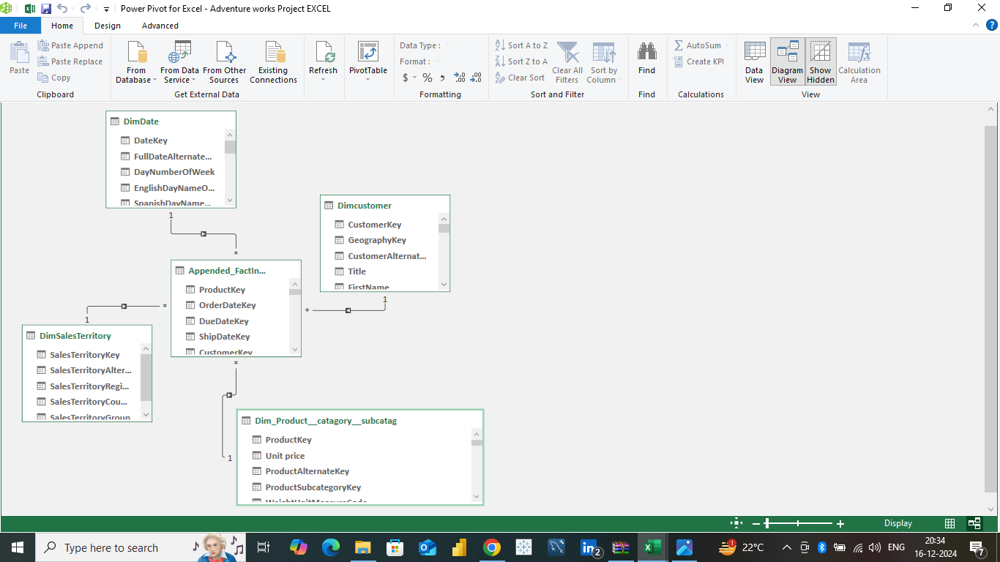 Power Pivot for Excel - Adventure works Project EXCEL
File Home Design Advanced
Paste
Paste Append
Paste Replace
Copy
Clipboard
From Database
From Data Service
From Other Sources
Existing Connections
Get External Data
Refresh
PivotTable
Data Type :
Format :
$ % , .00 .00
Formatting
Sort A to Z
Sort Z to A
Clear Sort
Clear All Filters
Sort by Column
Sort and Filter
Find
Find
AutoSum
Create KPI
Calculations
Data View
Diagram View
Show Hidden
Calculation Area
View
DimDate
DateKey
FullDateAlternate...
DayNumberOfWeek
EnglishDayNameO...
SpanishDayName...
1
*
Dimcustomer
CustomerKey
GeographyKey
CustomerAlternat...
Title
FirstName
1
*
Appended_FactIn...
ProductKey
OrderDateKey
DueDateKey
ShipDateKey
CustomerKey
*
1
DimSalesTerritory
SalesTerritoryKey
SalesTerritoryAlter...
SalesTerritoryRegi...
SalesTerritoryCou...
SalesTerritoryGroup
*
1
Dim_Product__catagory__subcatag
ProductKey
Unit price
ProductAlternateKey
ProductSubcategoryKey
WeightUnitMeasureCode
Display
Type here to search
2
1
22°C
ENG
20:34
16-12-2024
7